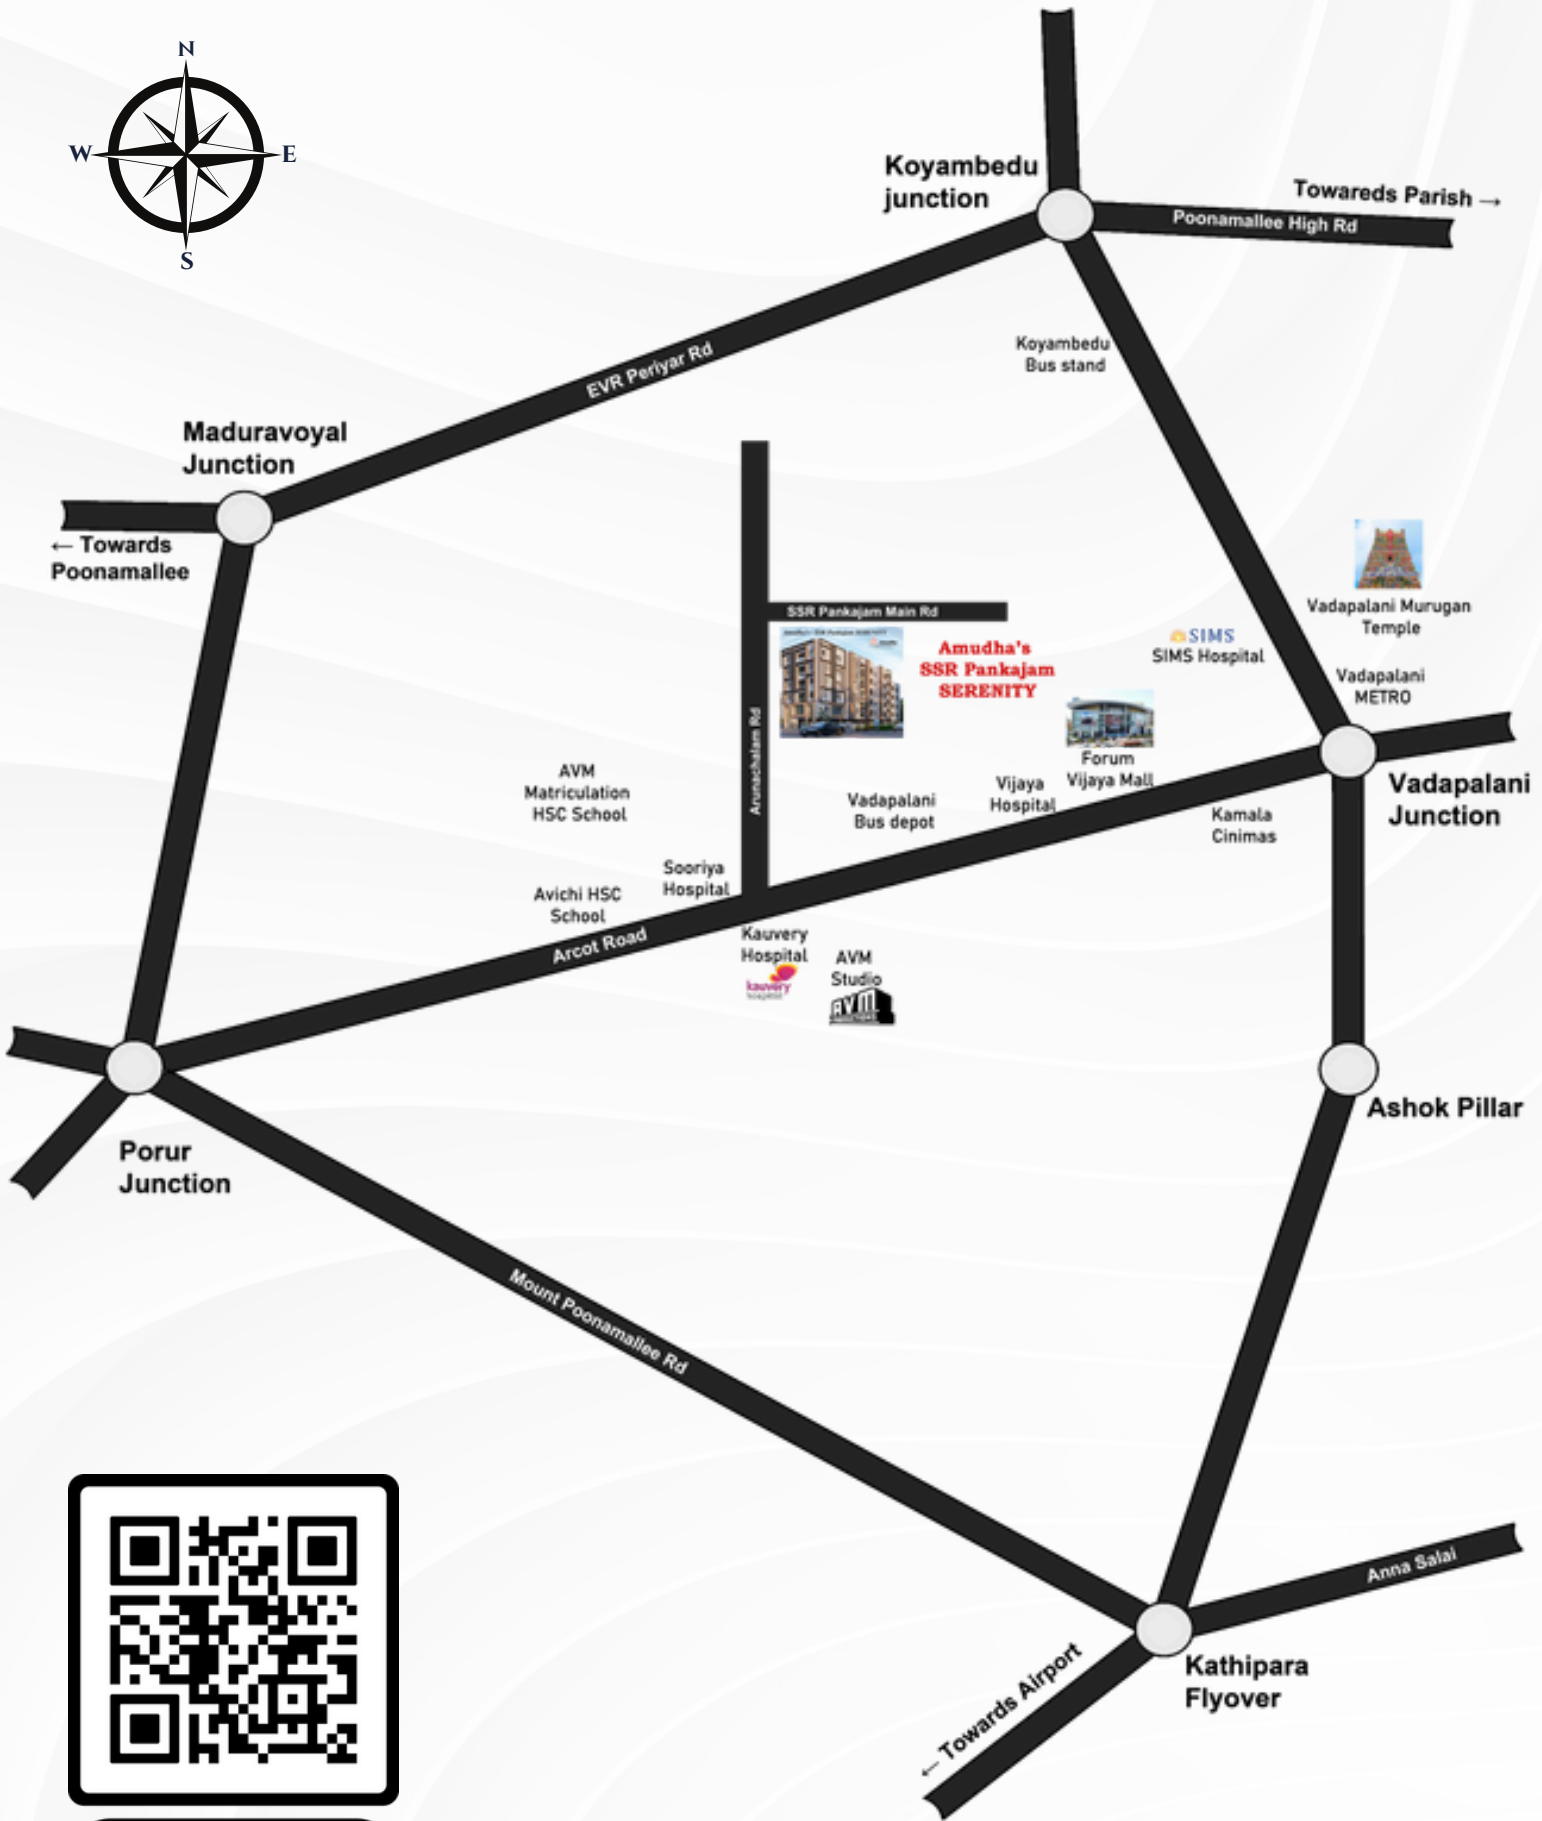 N
W
E
S
Koyambedu
junction
Towareds Parish →
Poonamallee High Rd
Koyambedu
Bus stand
EVR Periyar Rd
Maduravoyal
Junction
← Towards
Poonamallee
SSR Pankajam Main Rd
Amudha's
SSR Pankajam
SERENITY
SIMS
SIMS Hospital
Vadapalani Murugan
Temple
Vadapalani
METRO
Arunachalam Rd
Forum
Vijaya Mall
Vijaya
Hospital
Vadapalani
Bus depot
AVM
Matriculation
HSC School
Kamala
Cinimas
Vadapalani
Junction
Sooriya
Hospital
Avichi HSC
School
Arcot Road
Kauvery
Hospital
kauvery
hospital
AVM
Studio
AVM
Ashok Pillar
Porur
Junction
Mount Poonamallee Rd
Anna Salai
Kathipara
Flyover
← Towards Airport